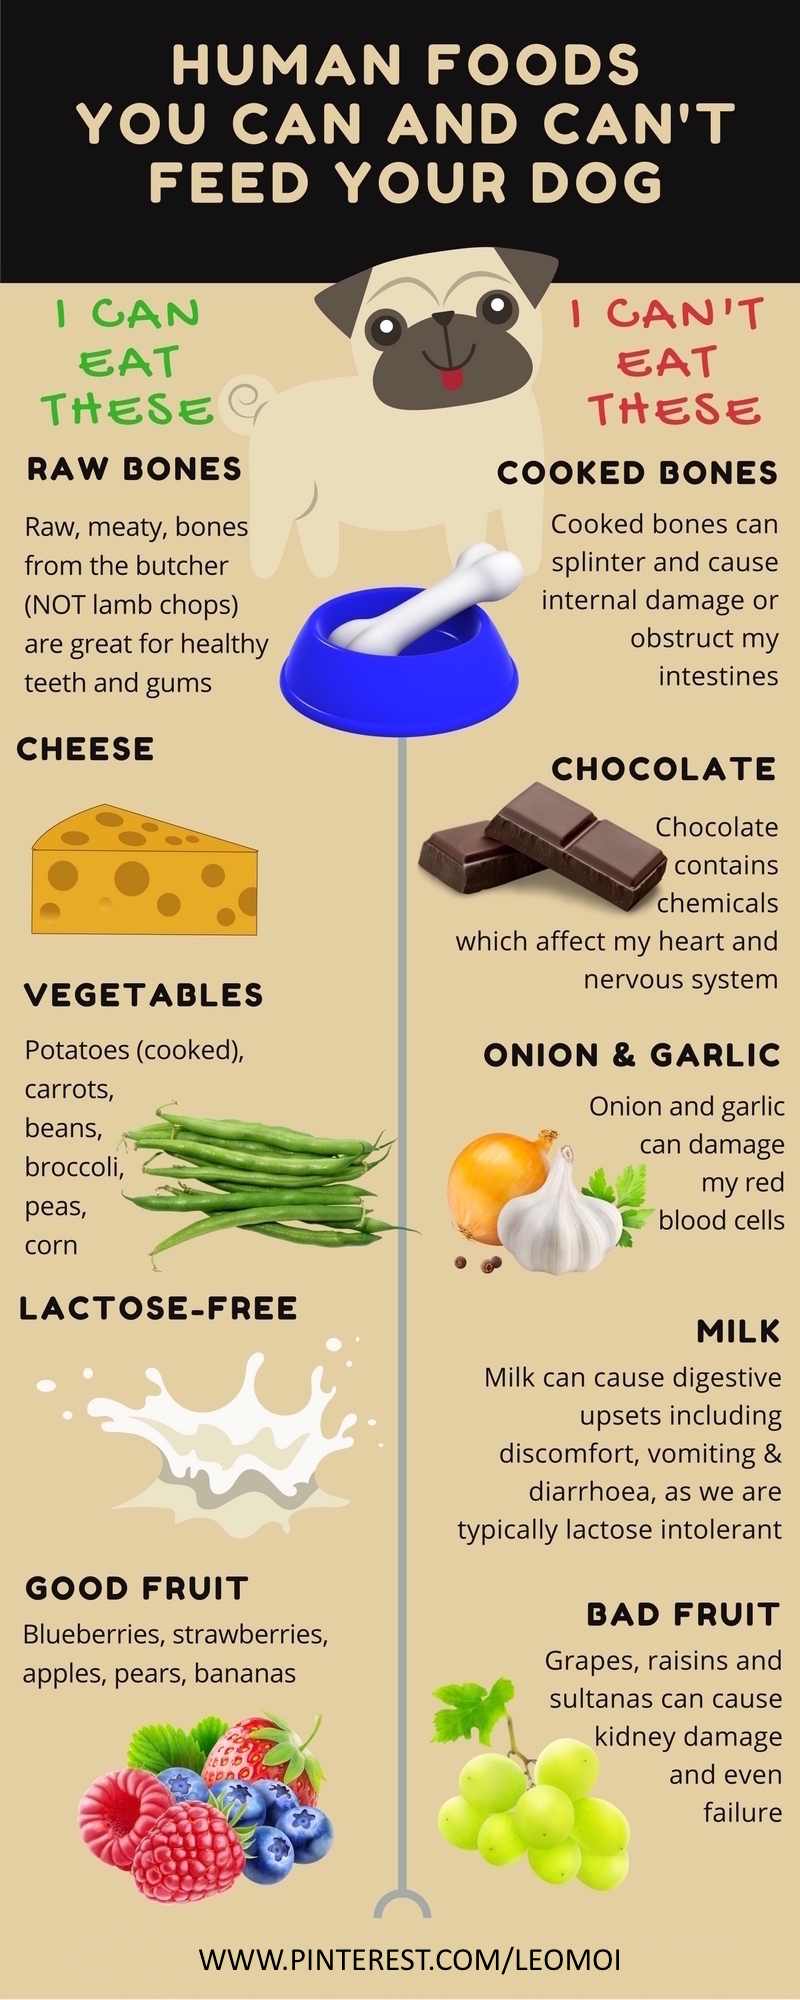 HUMAN FOODS
YOU CAN AND CAN'T
FEED YOUR DOG
I CAN
EAT
THESE
RAW BONES
Raw, meaty, bones
from the butcher
(NOT lamb chops)
are great for healthy
teeth and gums
CHEESE
VEGETABLES
Potatoes (cooked),
carrots,
beans,
broccoli,
peas,
corn
LACTOSE-FREE
GOOD FRUIT
Blueberries, strawberries,
apples, pears, bananas
I CAN'T
EAT
THESE
COOKED BONES
Cooked bones can
splinter and cause
internal damage or
obstruct my
intestines
CHOCOLATE
Chocolate
contains
chemicals
which affect my heart and
nervous system
ONION & GARLIC
Onion and garlic
can damage
my red
blood cells
MILK
Milk can cause digestive
upsets including
discomfort, vomiting &
diarrhoea, as we are
typically lactose intolerant
BAD FRUIT
Grapes, raisins and
sultanas can cause
kidney damage
and even
failure
WWW.PINTEREST.COM/LEOMOI